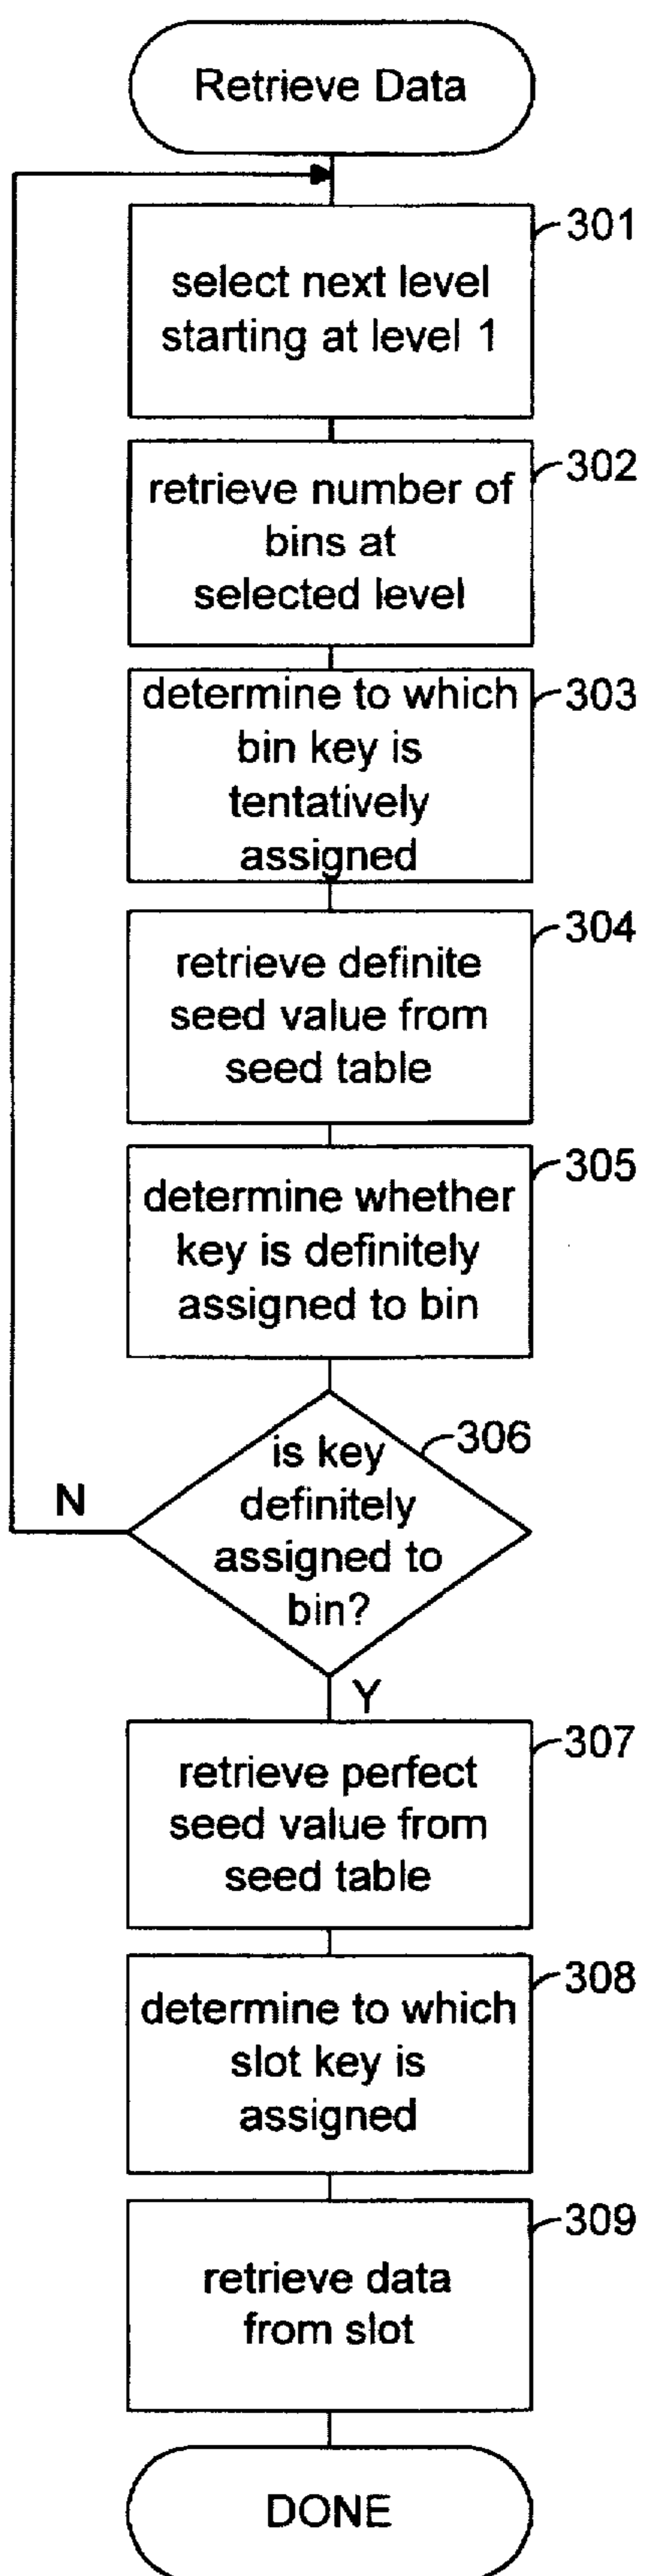 Retrieve Data
301
select next level
starting at level 1
302
retrieve number of
bins at
selected level
303
determine to which
bin key is
tentatively
assigned
304
retrieve definite
seed value from
seed table
305
determine whether
key is definitely
assigned to bin
306
is key
definitely
assigned to
bin?
N
Y
307
retrieve perfect
seed value from
seed table
308
determine to which
slot key is
assigned
309
retrieve data
from slot
DONE